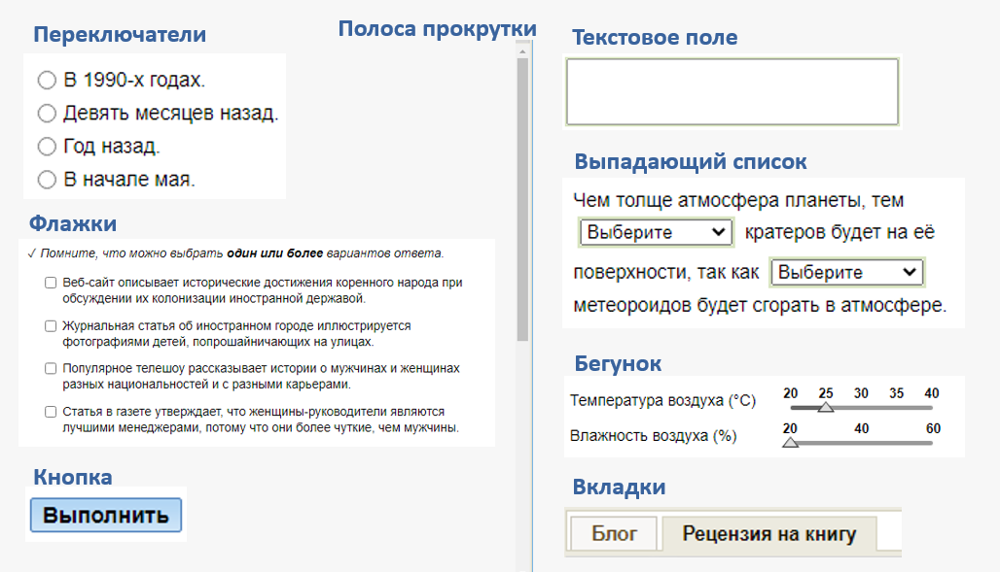 Переключатели
В 1990-х годах.
Девять месяцев назад.
Год назад.
В начале мая.
Флажки
✓ Помните, что можно выбрать один или более вариантов ответа.
Веб-сайт описывает исторические достижения коренного народа при
обсуждении их колонизации иностранной державой.
Журнальная статья об иностранном городе иллюстрируется
фотографиями детей, попрошайничающих на улицах.
Популярное телешоу рассказывает истории о мужчинах и женщинах
разных национальностей и с разными карьерами.
Статья в газете утверждает, что женщины-руководители являются
лучшими менеджерами, потому что они более чуткие, чем мужчины.
Кнопка
Выполнить
Полоса прокрутки
Текстовое поле
Выпадающий список
Чем толще атмосфера планеты, тем
Выберите кратеров будет на её
поверхности, так как Выберите
метеороидов будет сгорать в атмосфере.
Бегунок
Температура воздуха (°C) 20 25 30 35 40
Влажность воздуха (%) 20 40 60
Вкладки
Блог Рецензия на книгу